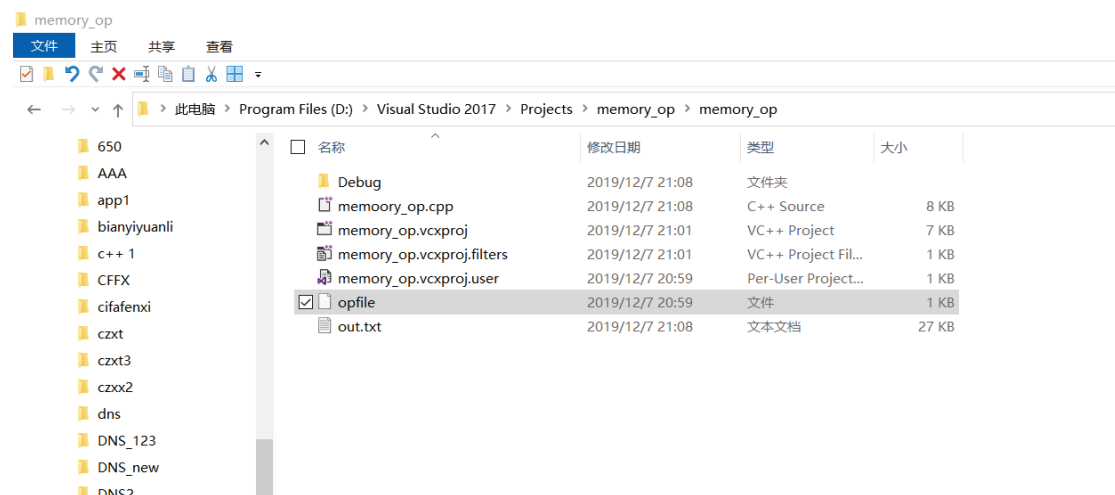 memory_op
文件 主页 共享 查看
此电脑 > Program Files (D:) > Visual Studio 2017 > Projects > memory_op > memory_op
650
AAA
app1
bianyiyuanli
c++ 1
CFFX
cifafenxi
czxt
czxt3
czxx2
dns
DNS_123
DNS_new
DNS2
名称 修改日期 类型 大小
Debug 2019/12/7 21:08 文件夹
memoory_op.cpp 2019/12/7 21:08 C++ Source 8 KB
memory_op.vcxproj 2019/12/7 21:01 VC++ Project 7 KB
memory_op.vcxproj.filters 2019/12/7 21:01 VC++ Project Fil... 1 KB
memory_op.vcxproj.user 2019/12/7 20:59 Per-User Project... 1 KB
opfile 2019/12/7 20:59 文件 1 KB
out.txt 2019/12/7 21:08 文本文档 27 KB